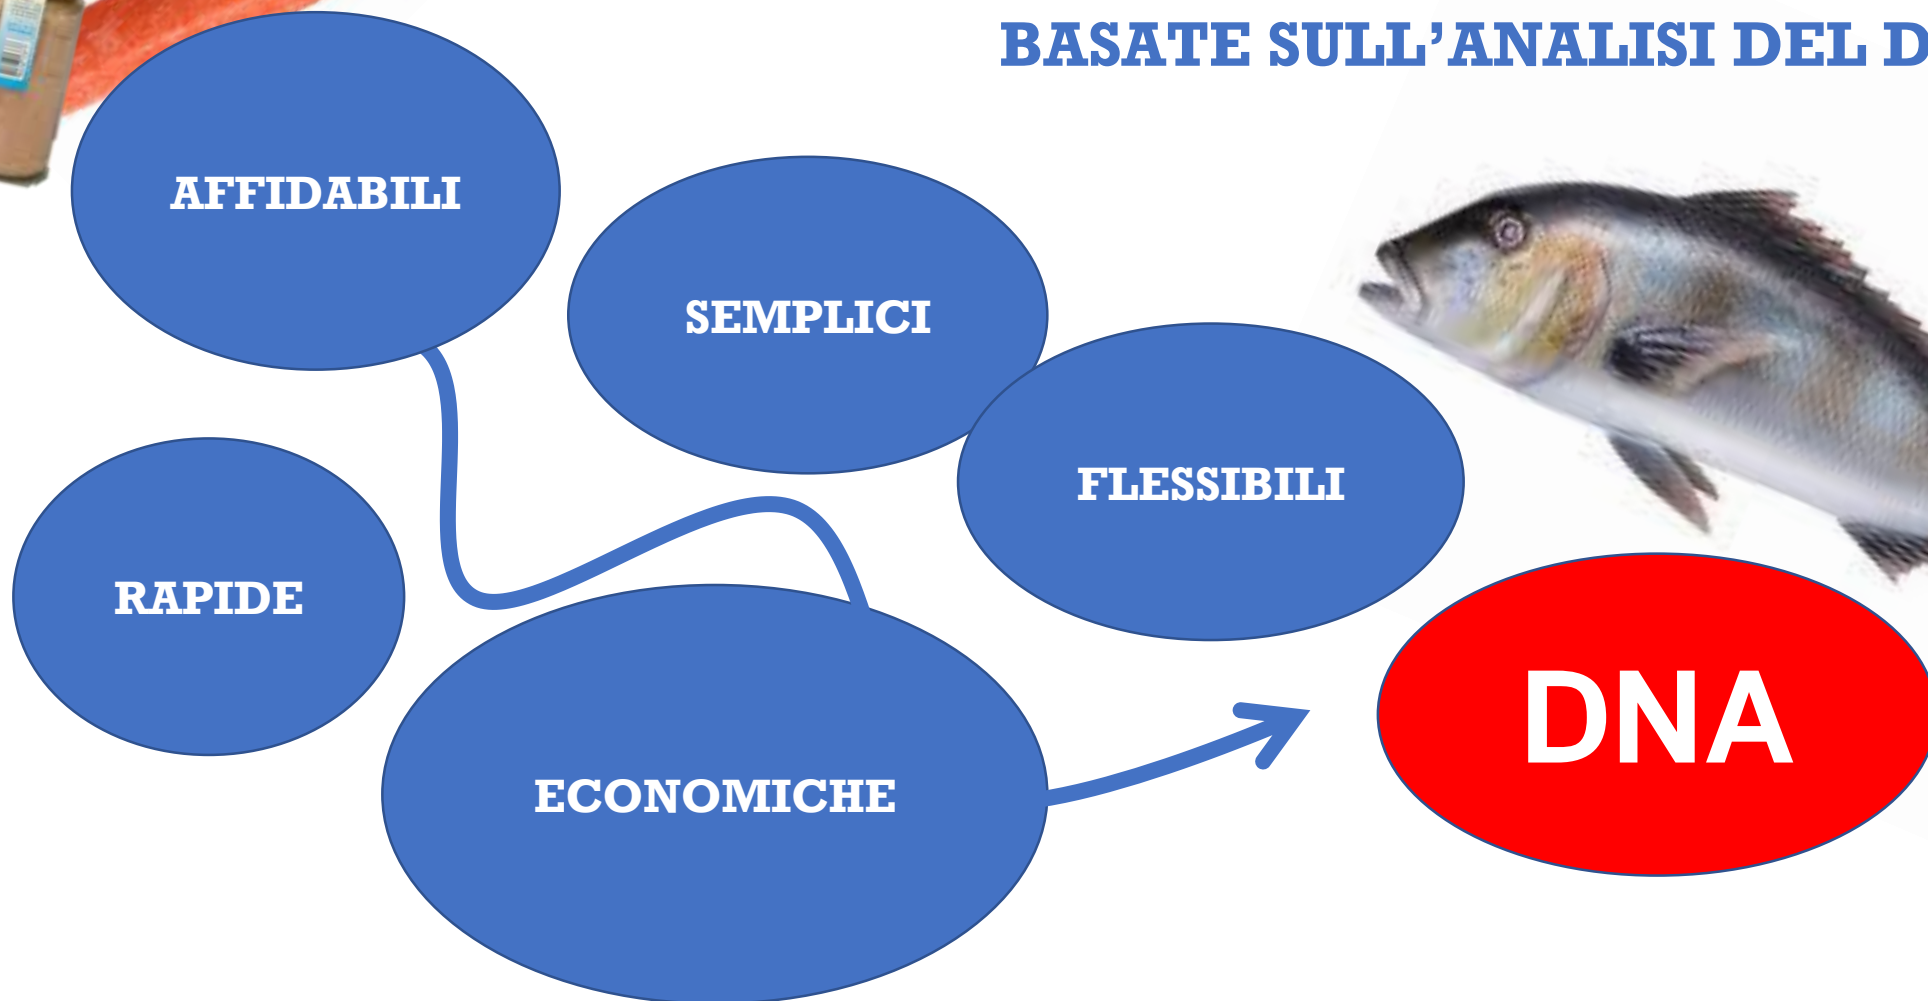 BASATE SULL’ANALISI DEL D
AFFIDABILI
SEMPLICI
FLESSIBILI
RAPIDE
DNA
ECONOMICHE